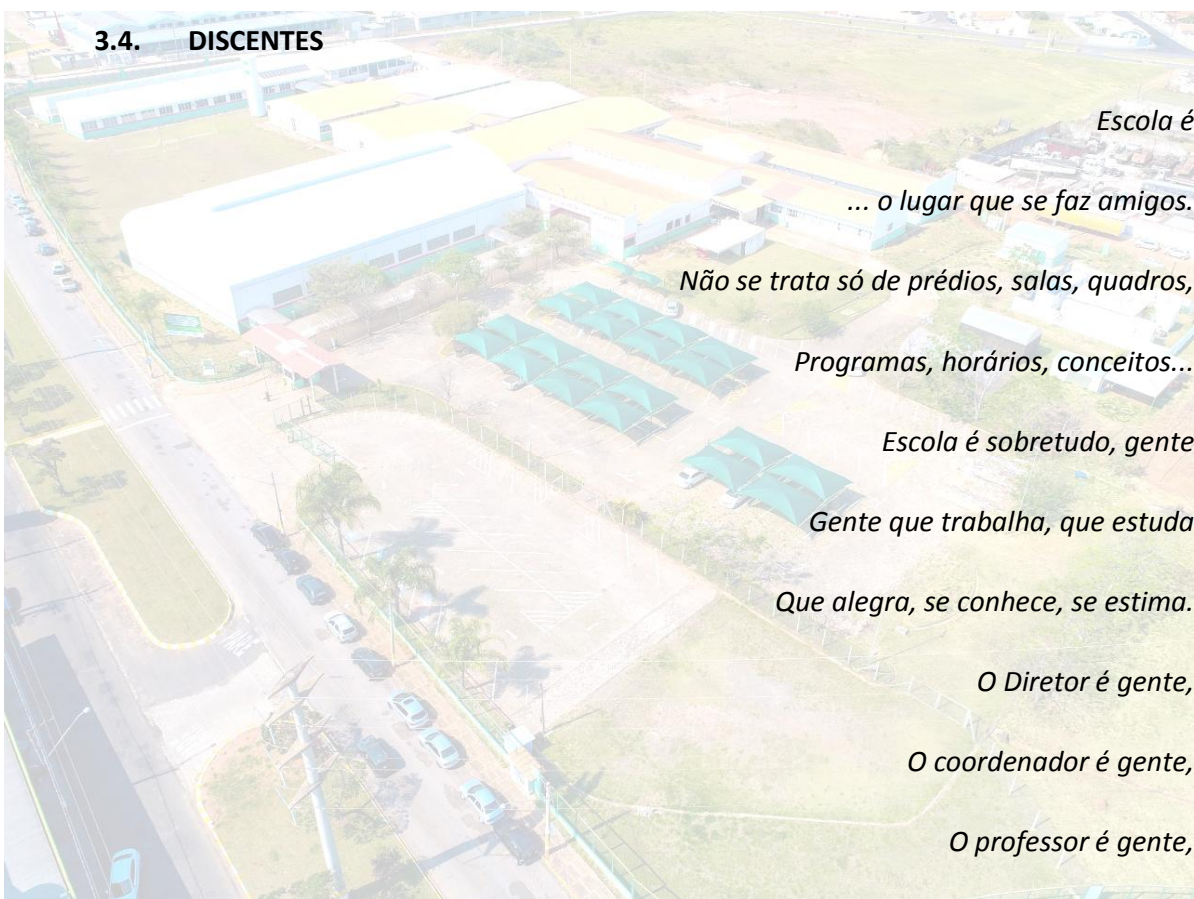 3.4. DISCENTES
Escola é
... o lugar que se faz amigos.
Não se trata só de prédios, salas, quadros,
Programas, horários, conceitos...
Escola é sobretudo, gente
Gente que trabalha, que estuda
Que alegra, se conhece, se estima.
O Diretor é gente,
O coordenador é gente,
O professor é gente,